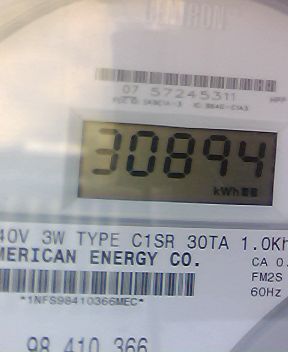 CENTRON
07 57245311
30894
kWh
40V 3W TYPE C1SR 30TA 1.0Kh
MERICAN ENERGY CO.
CA 0.
FM2S
*1NFS98410366MEC*
60Hz
98 410 366